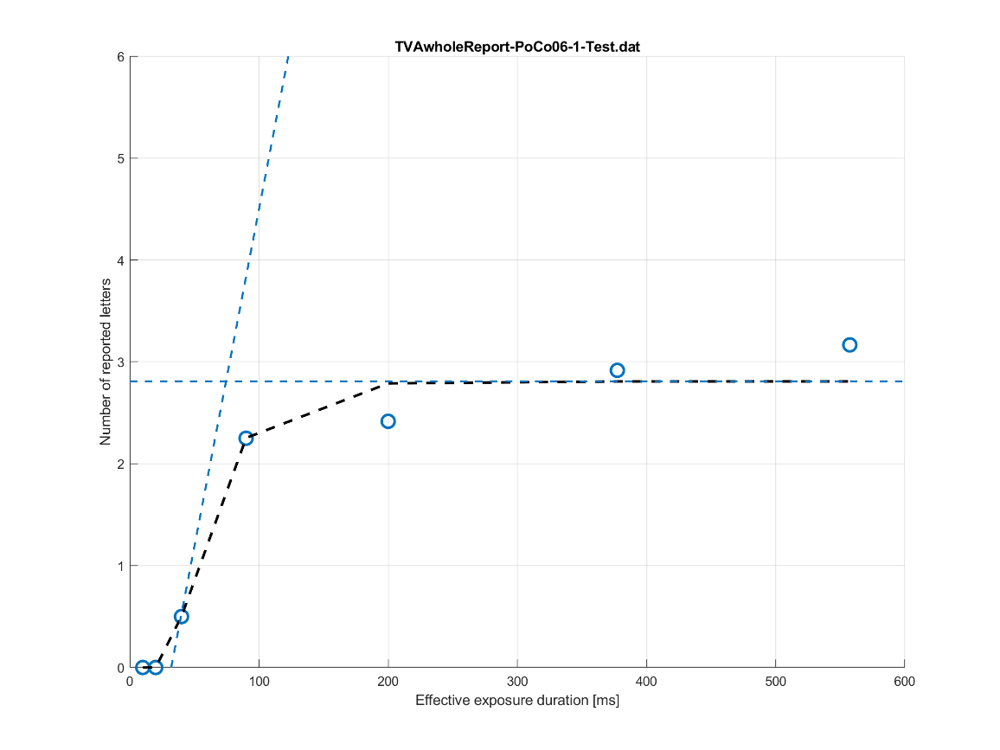 TVAwholeReport-PoCo06-1-Test.dat
6
5
4
3
2
1
0
Number of reported letters
0 100 200 300 400 500 600
Effective exposure duration [ms]